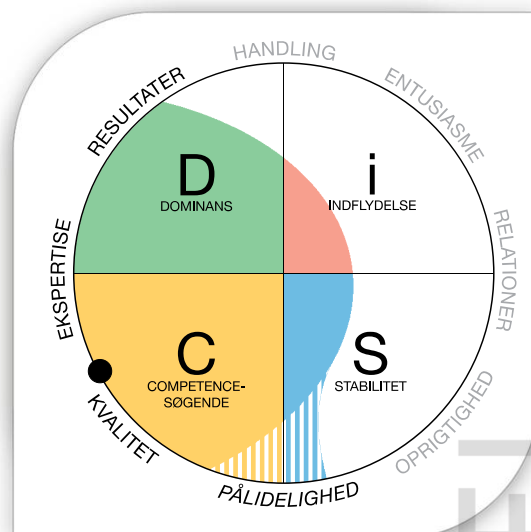 HANDLING
RESULTATER
ENTUSIASME
D
DOMINANS
i
INDFLYDELSE
EKSPERTISE
RELATIONER
C
COMPETENCE-
SØGENDE
S
STABILITET
KVALITET
OPRIGTIGHED
PÅLIDELIGHED